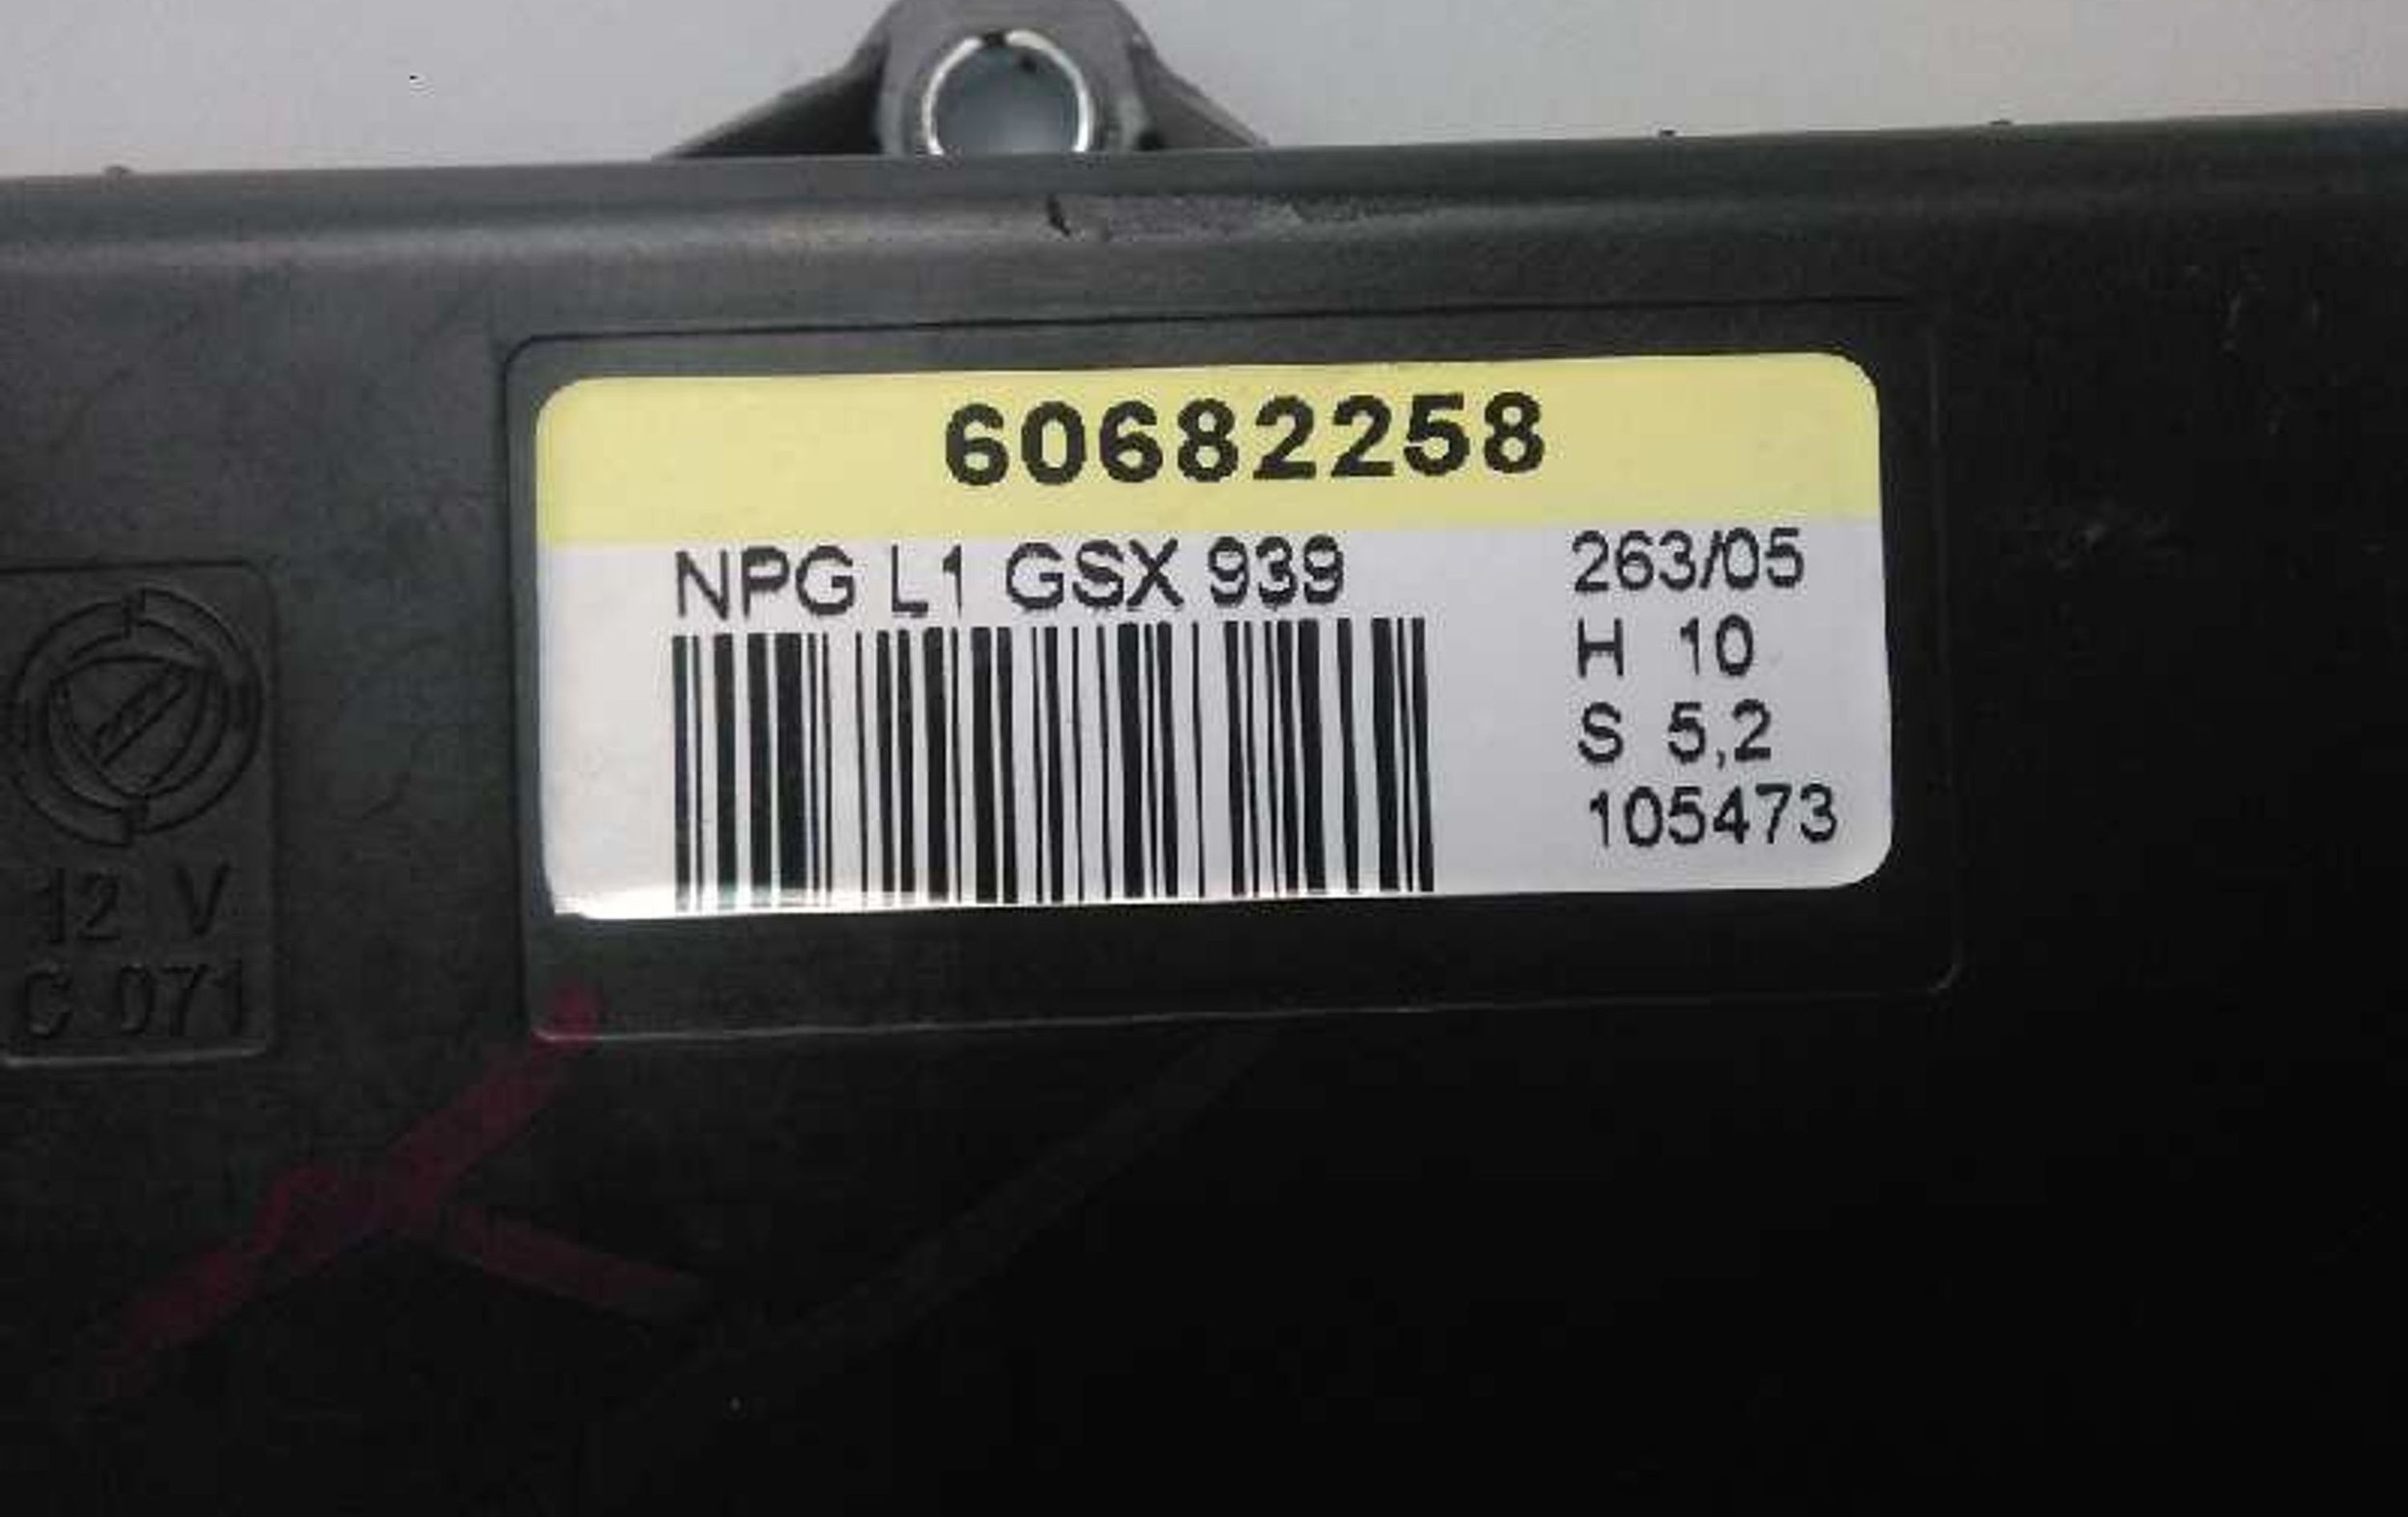 60682258
NPG L1 GSX 939
263/05
H 10
S 5,2
105473
12 V
C 071